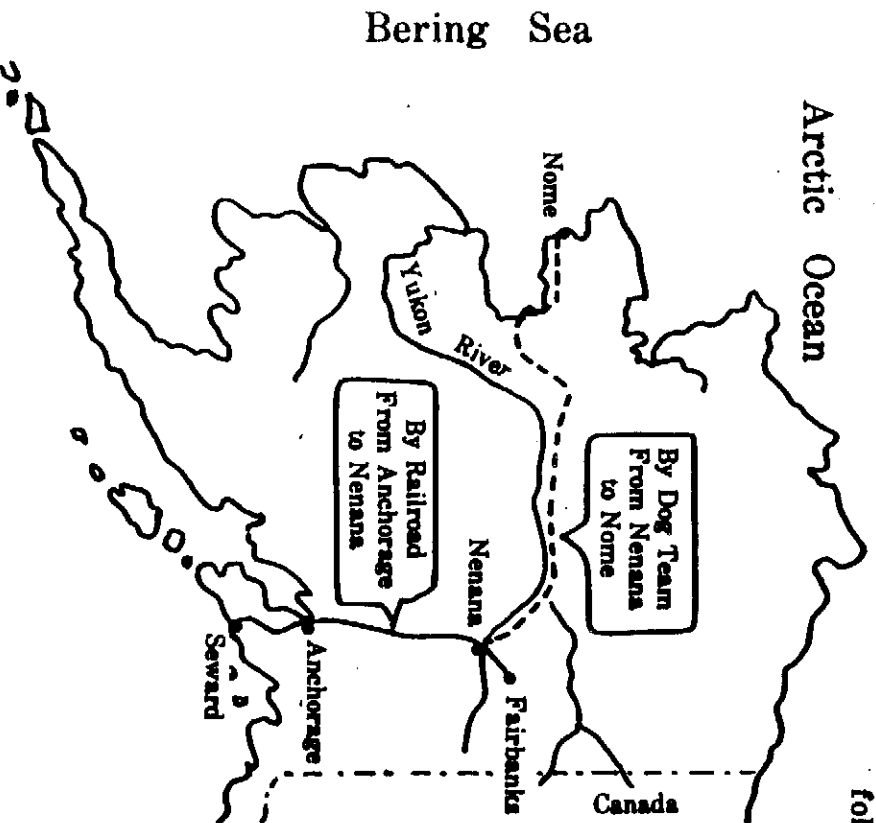 Bering Sea
Arctic Ocean
Nome
Yukon
River
By Dog Team
From Nenana
to Nome
By Railroad
From Anchorage
to Nenana
Nenana
Fairbanks
Anchorage
Seward
Canada
fol